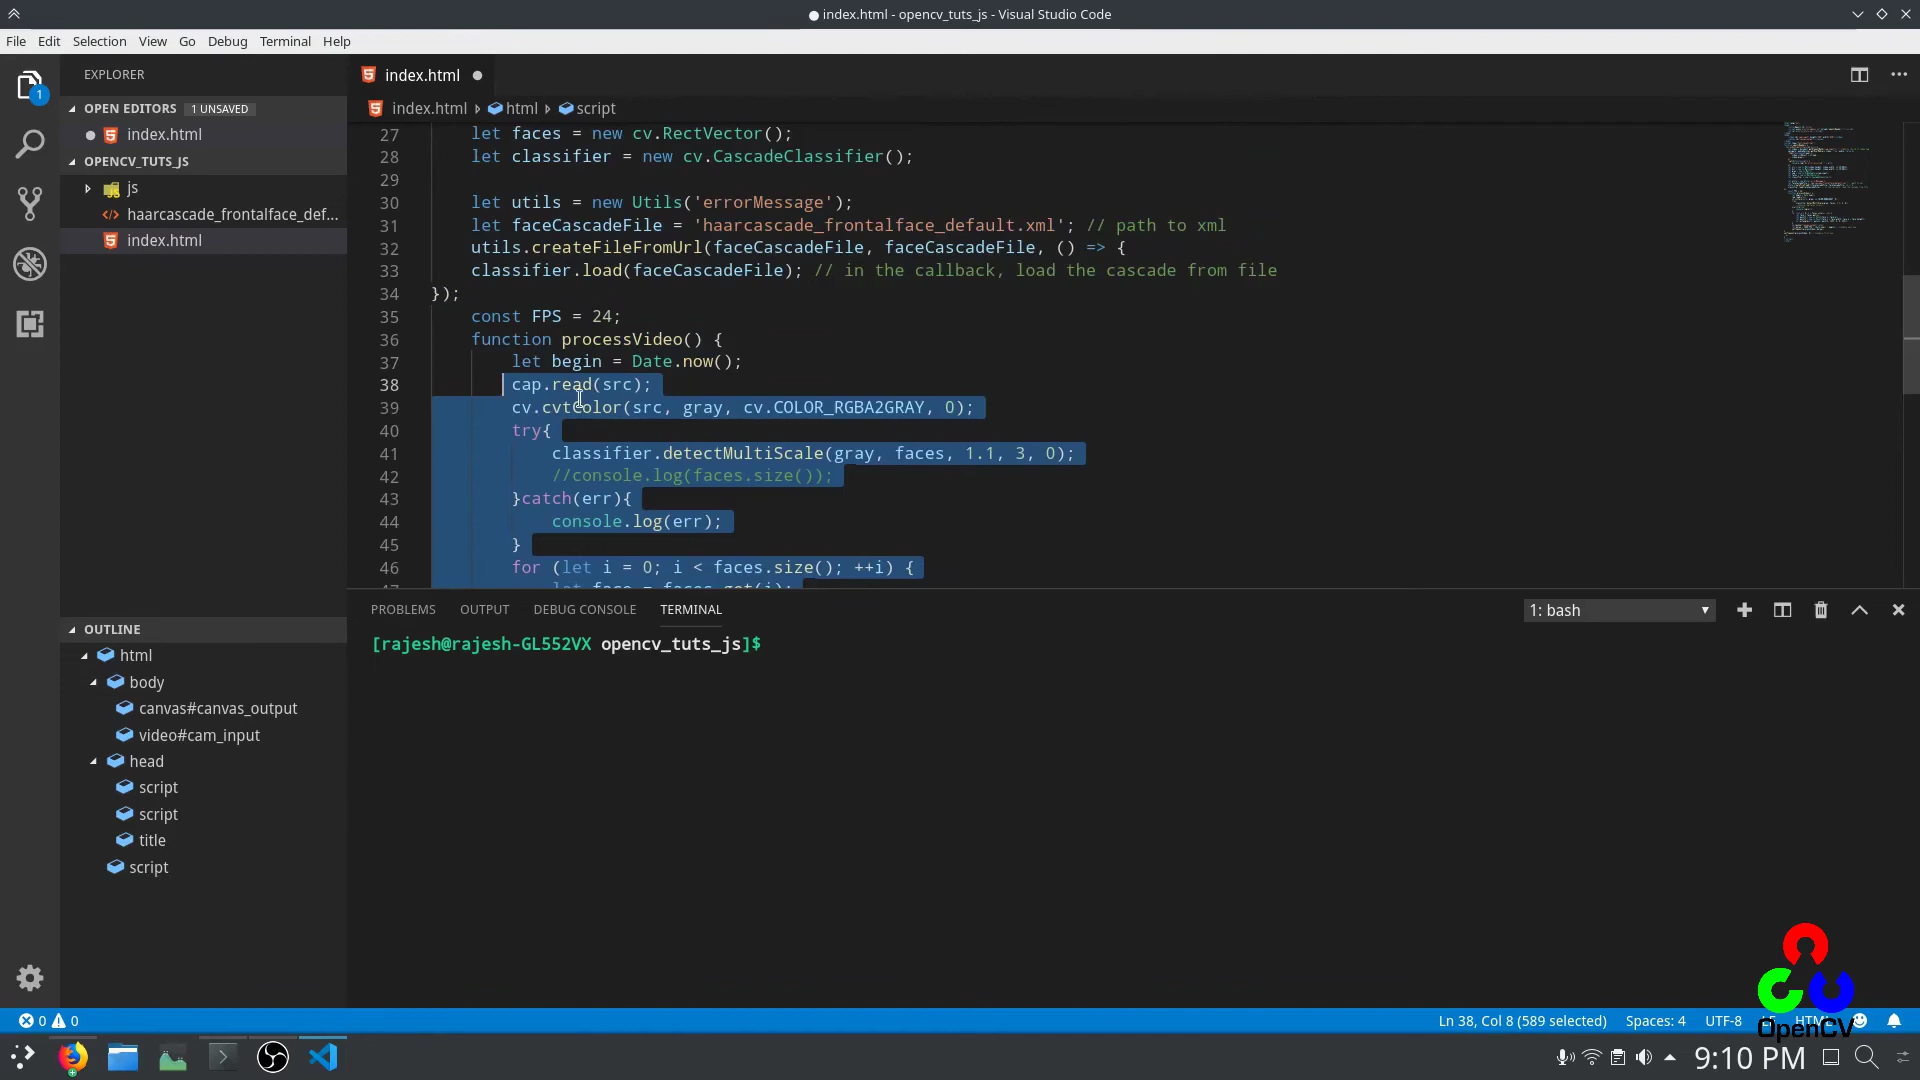 index.html - opencv_tuts_js - Visual Studio Code
File Edit Selection View Go Debug Terminal Help
EXPLORER
OPEN EDITORS 1 UNSAVED
index.html
OPENCV_TUTS_JS
js
haarcascade_frontalface_def...
index.html
OUTLINE
html
body
canvas#canvas_output
video#cam_input
head
script
script
title
script
index.html
index.html html script
27 let faces = new cv.RectVector();
28 let classifier = new cv.CascadeClassifier();
29
30 let utils = new Utils('errorMessage');
31 let faceCascadeFile = 'haarcascade_frontalface_default.xml'; // path to xml
32 utils.createFileFromUrl(faceCascadeFile, faceCascadeFile, () => {
33 classifier.load(faceCascadeFile); // in the callback, load the cascade from file
34 });
35 const FPS = 24;
36 function processVideo() {
37 let begin = Date.now();
38 cap.read(src);
39 cv.cvtColor(src, gray, cv.COLOR_RGBA2GRAY, 0);
40 try{
41 classifier.detectMultiScale(gray, faces, 1.1, 3, 0);
42 //console.log(faces.size());
43 }catch(err){
44 console.log(err);
45 }
46 for (let i = 0; i < faces.size(); ++i) {
47 let face = faces.get(i);
PROBLEMS OUTPUT DEBUG CONSOLE TERMINAL
1: bash
[rajesh@rajesh-GL552VX opencv_tuts_js]$
0 0
Ln 38, Col 8 (589 selected) Spaces: 4 UTF-8 LF HTML
OpenCV
9:10 PM
1